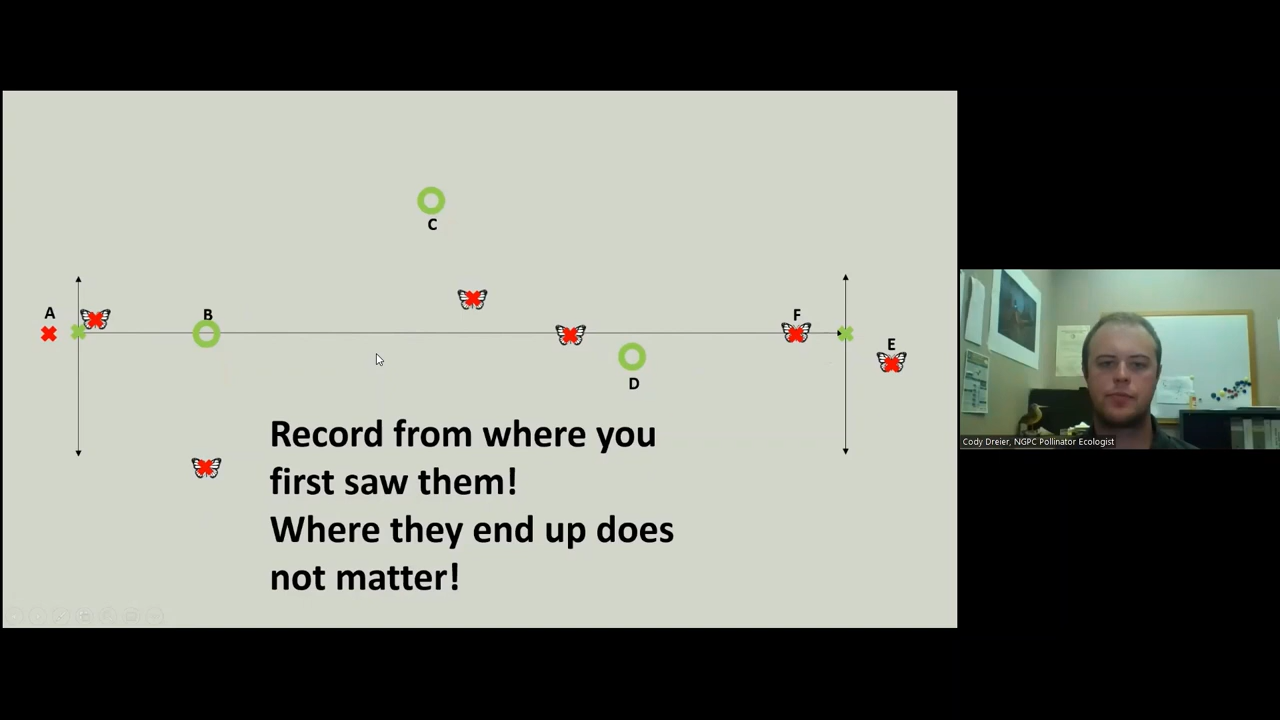 C
A
B
F
E
D
Record from where you
first saw them!
Where they end up does
not matter!
Cody Dreier, NGPC Pollinator Ecologist